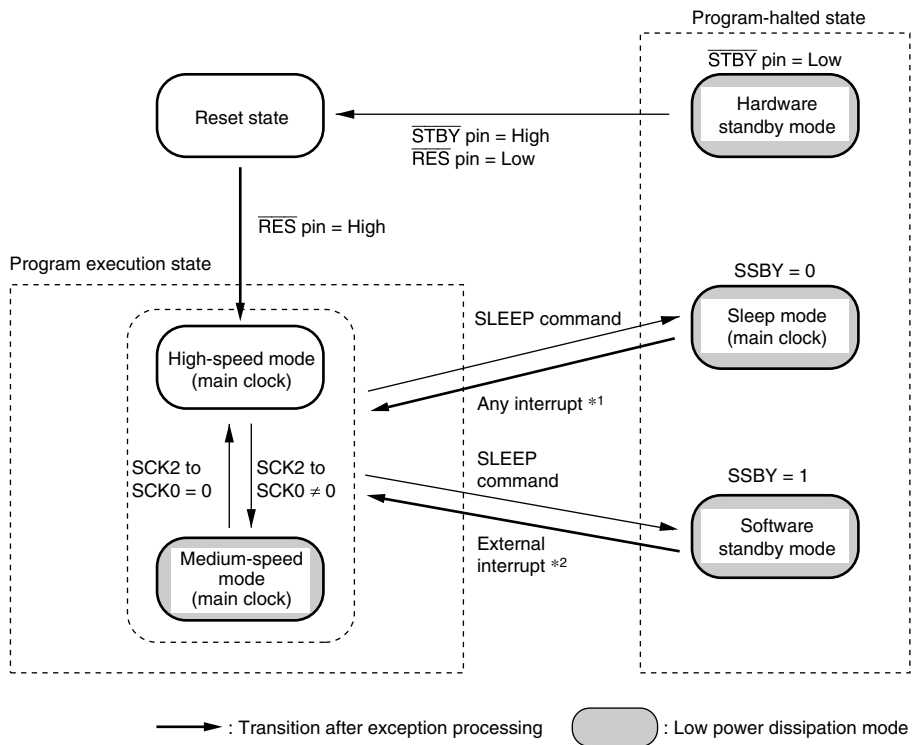 Program-halted state
STBY pin = Low
Hardware
standby mode
Reset state
STBY pin = High
RES pin = Low
RES pin = High
Program execution state
SSBY = 0
Sleep mode
(main clock)
SLEEP command
High-speed mode
(main clock)
Any interrupt *1
SCK2 to
SCK0 = 0
SCK2 to
SCK0 ≠ 0
SLEEP
command
SSBY = 1
Software
standby mode
External
interrupt *2
Medium-speed
mode
(main clock)
: Transition after exception processing
: Low power dissipation mode